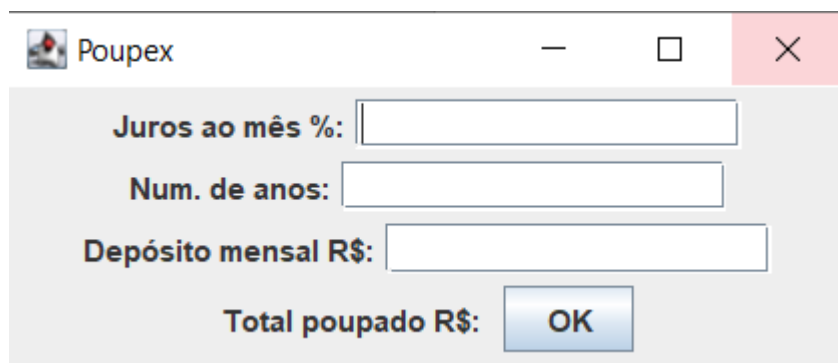 Poupex
Juros ao mês %:
Num. de anos:
Depósito mensal R$:
Total poupado R$: OK